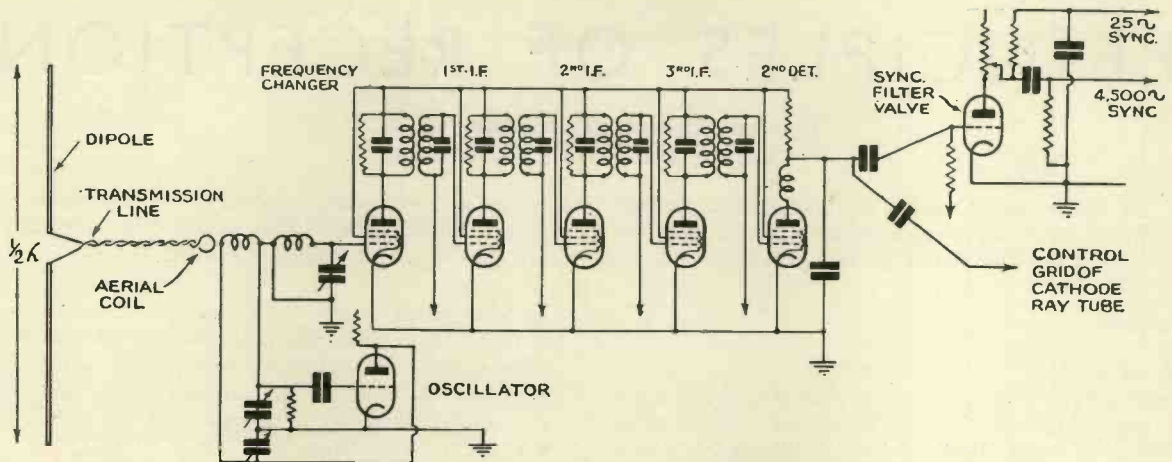 ½λ
DIPOLE
TRANSMISSION
LINE
AERIAL
COIL
FREQUENCY
CHANGER
1ST. I.F.
2ND I.F.
3RD I.F.
2ND DET.
OSCILLATOR
SYNC.
FILTER
VALVE
25~
SYNC.
4,500~
SYNC
CONTROL
GRID OF
CATHODE
RAY TUBE